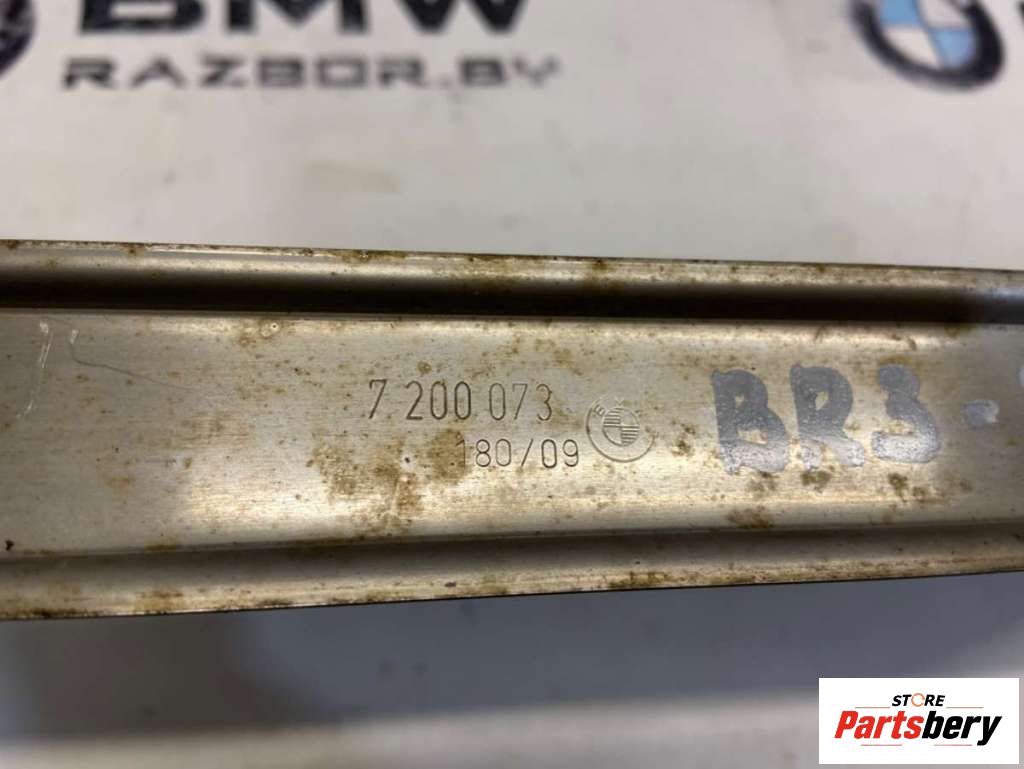 BMW
RAZBOR.BY
7 200 073
180/09
BR3-
STORE
Partsbery